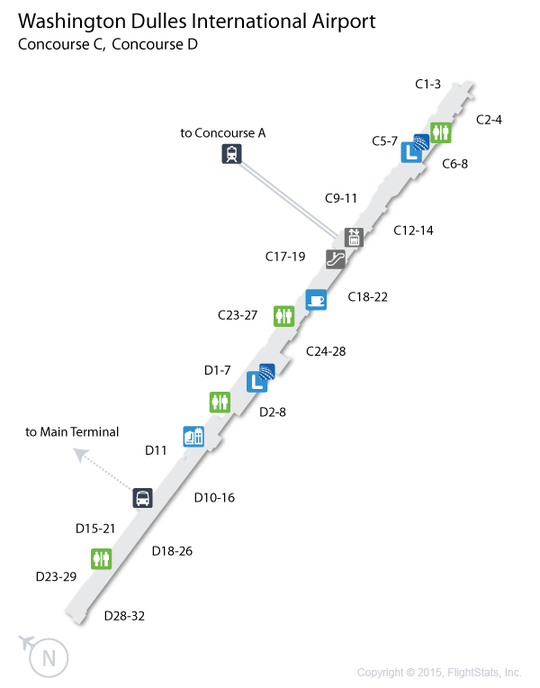 Washington Dulles International Airport
Concourse C, Concourse D
C1-3
C2-4
to Concourse A
C5-7
L
C6-8
C9-11
C12-14
C17-19
C18-22
C23-27
C24-28
D1-7
L
D2-8
to Main Terminal
D11
D10-16
D15-21
D18-26
D23-29
D28-32
N
Copyright © 2015, FlightStats, Inc.